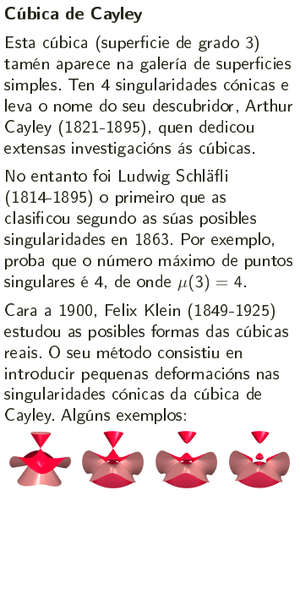 Cúbica de Cayley
Esta cúbica (superficie de grado 3)
tamén aparece na galería de superficies
simples. Ten 4 singularidades cónicas e
leva o nome do seu descubridor, Arthur
Cayley (1821-1895), quen dedicou
extensas investigacións ás cúbicas.
No entanto foi Ludwig Schläfli
(1814-1895) o primeiro que as
clasificou segundo as súas posibles
singularidades en 1863. Por exemplo,
proba que o número máximo de puntos
singulares é 4, de onde μ(3) = 4.
Cara a 1900, Felix Klein (1849-1925)
estudou as posibles formas das cúbicas
reais. O seu método consistiu en
introducir pequenas deformacións nas
singularidades cónicas da cúbica de
Cayley. Algúns exemplos: